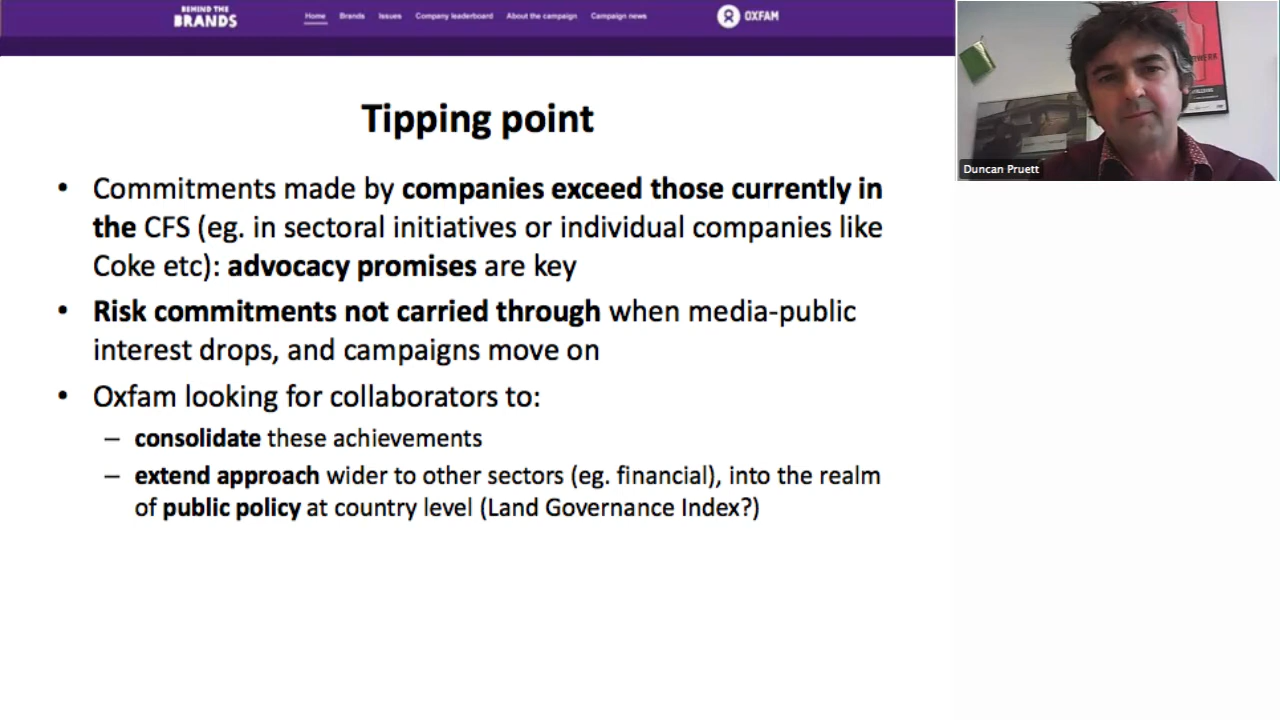 BEHIND THE
BRANDS
Home Brands Issues Company leaderboard About the campaign Campaign news
OXFAM
Duncan Pruett
Tipping point
• Commitments made by companies exceed those currently in
the CFS (eg. in sectoral initiatives or individual companies like
Coke etc): advocacy promises are key
• Risk commitments not carried through when media-public
interest drops, and campaigns move on
• Oxfam looking for collaborators to:
– consolidate these achievements
– extend approach wider to other sectors (eg. financial), into the realm
of public policy at country level (Land Governance Index?)